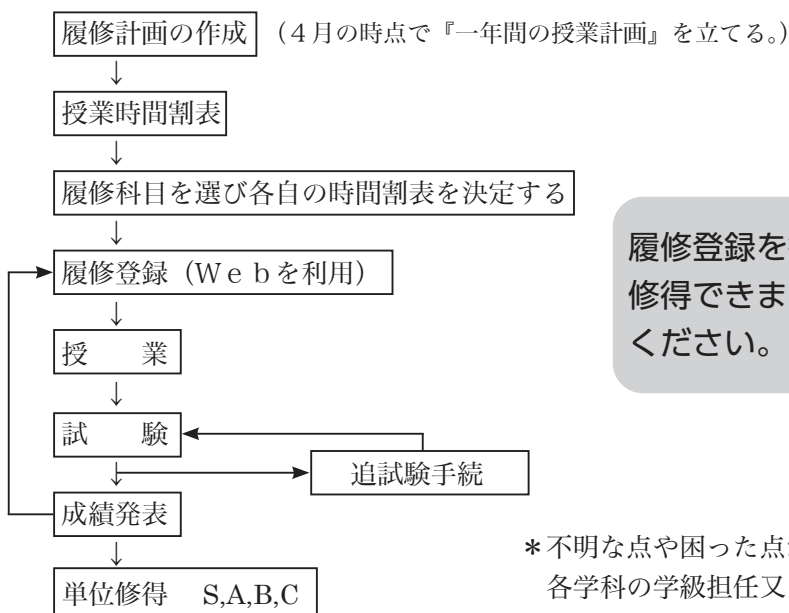 履修計画の作成 (4月の時点で『一年間の授業計画』を立てる。)
↓
授業時間割表
↓
履修科目を選び各自の時間割表を決定する
↓
履修登録(Webを利用)
↓
授 業
↓
試 験
↓
追試験手続
成績発表
↓
単位修得 S,A,B,C
履修登録を
修得できま
ください。
*不明な点や困った点
各学科の学級担任又